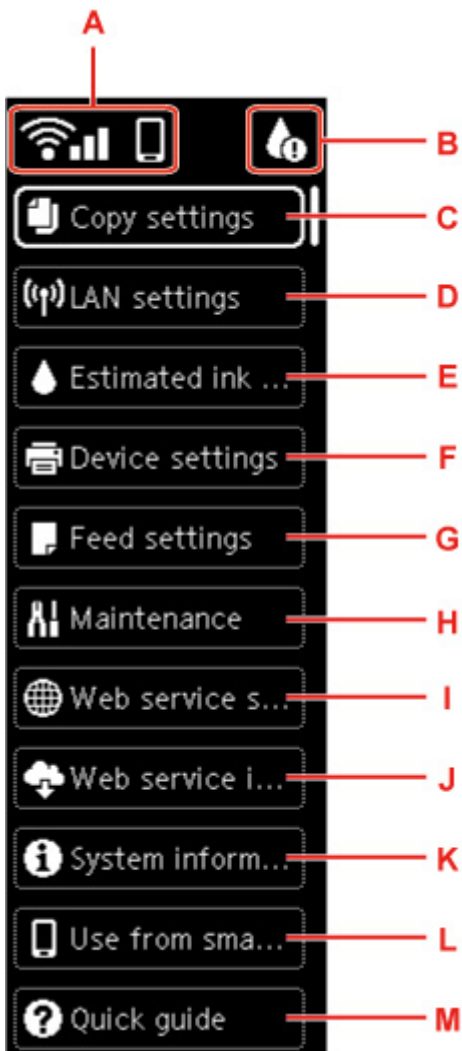 A
B
Copy settings C
LAN settings D
Estimated ink ... E
Device settings F
Feed settings G
Maintenance H
Web service s... I
Web service i... J
System inform... K
Use from sma... L
Quick guide M